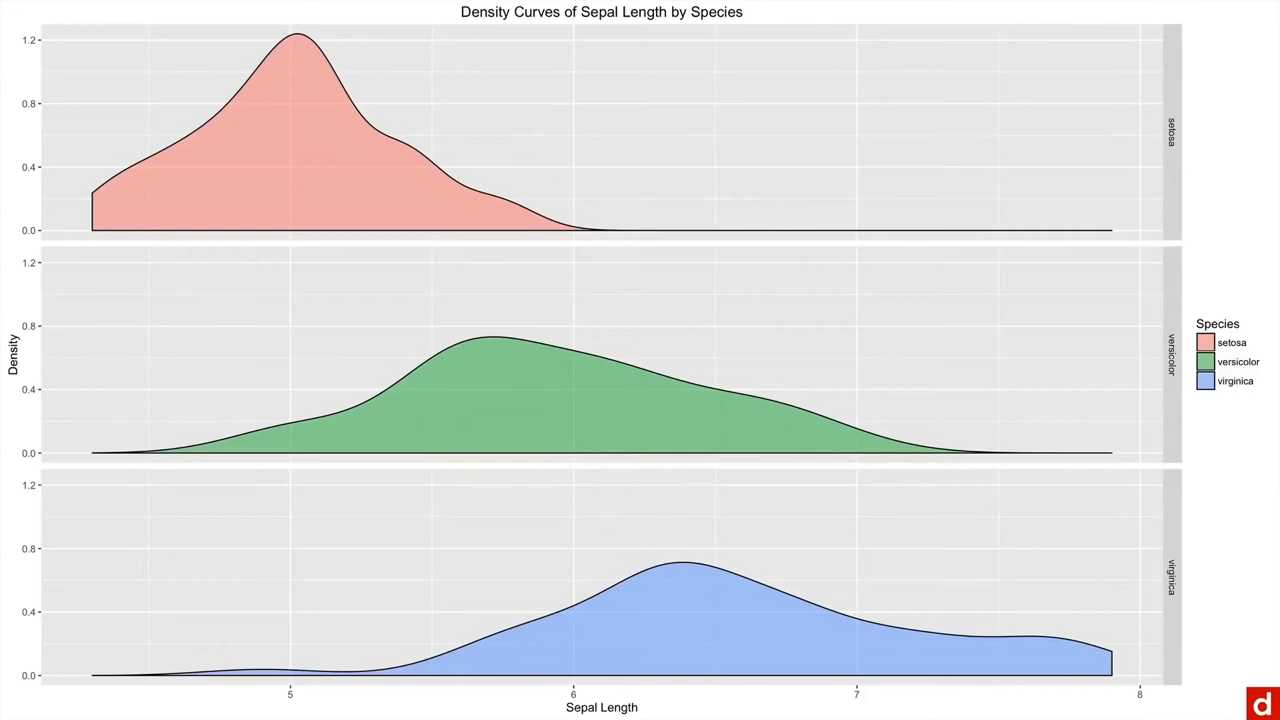 Density Curves of Sepal Length by Species
1.2
0.8
0.4
0.0
setosa
1.2
0.8
0.4
0.0
versicolor
1.2
0.8
0.4
0.0
virginica
Density
5
6
7
8
Sepal Length
Species
setosa
versicolor
virginica
d